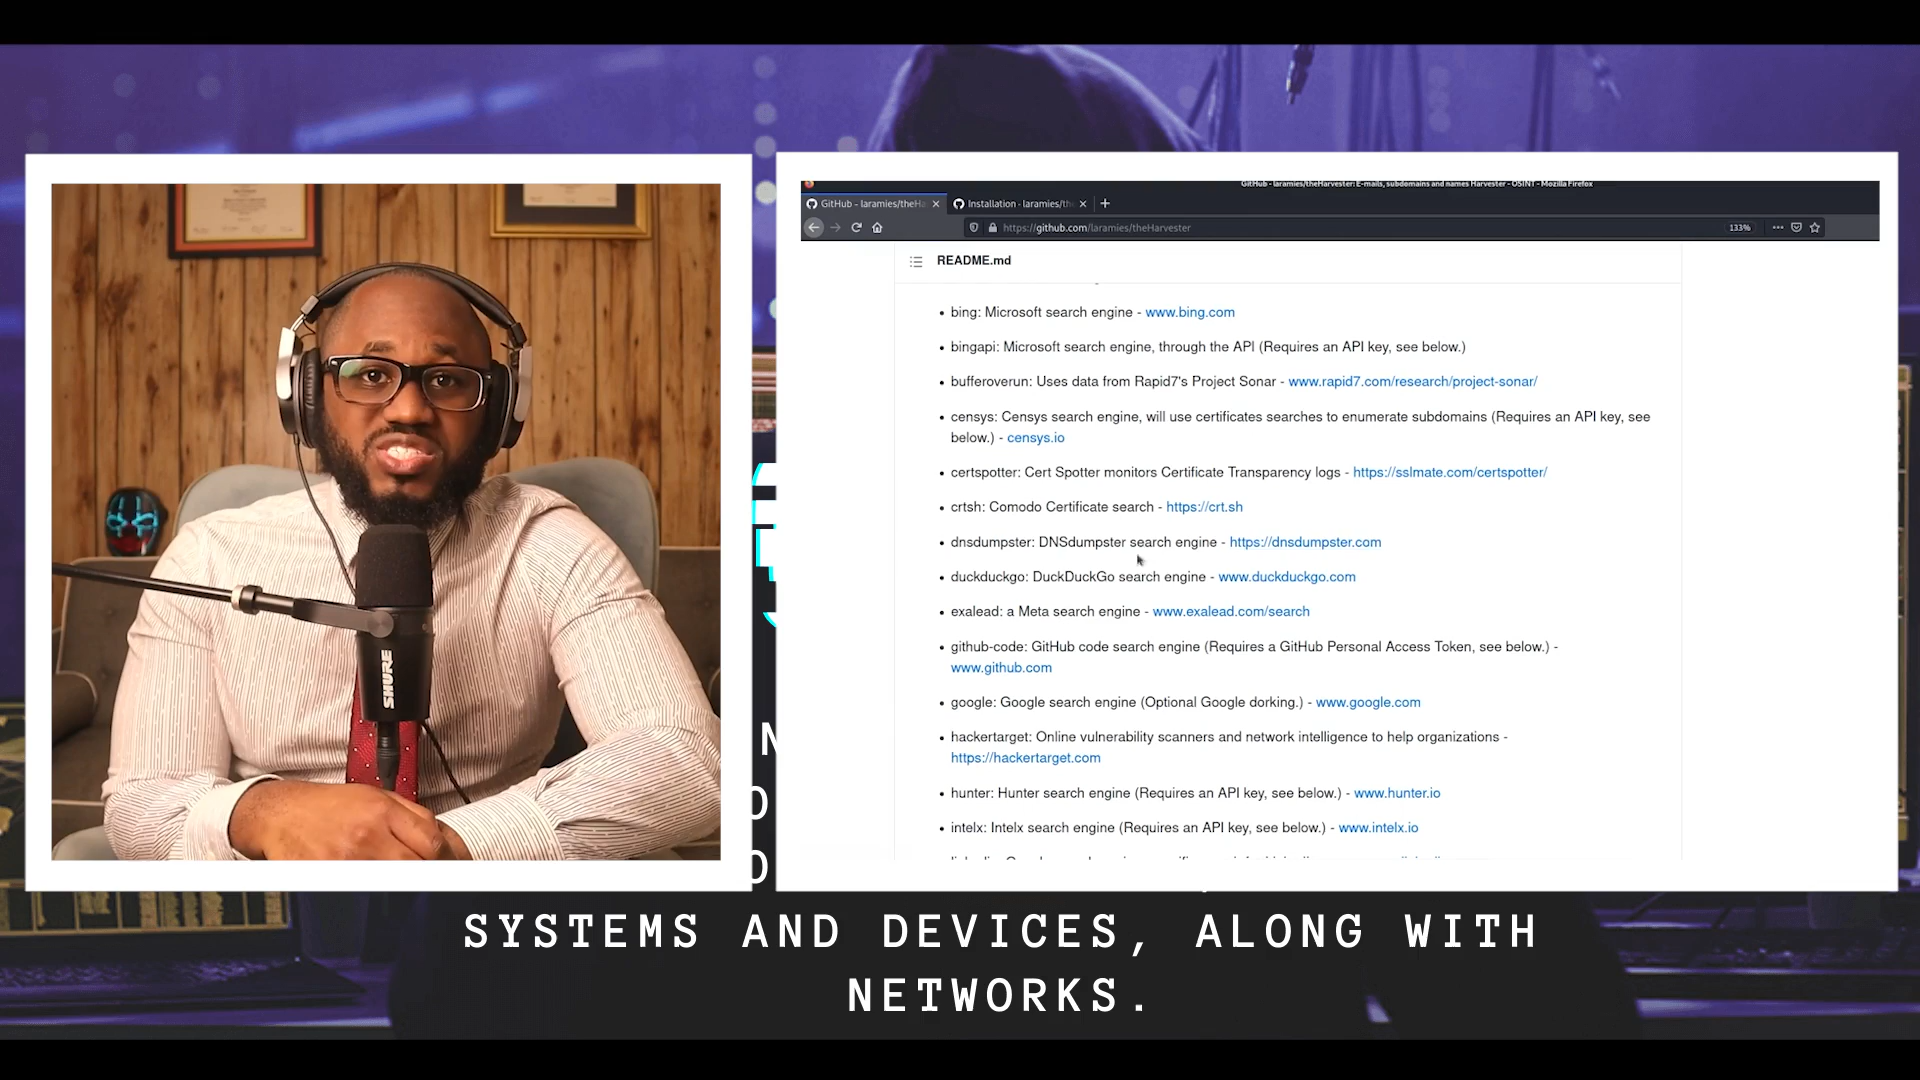 GitHub - laramies/theHarvester: E-mails, subdomains and names Harvester - OSINT - Mozilla Firefox
GitHub - laramies/theHa
Installation - laramies/th
https://github.com/laramies/theHarvester
133%
README.md
bing: Microsoft search engine - www.bing.com
bingapi: Microsoft search engine, through the API (Requires an API key, see below.)
bufferoverun: Uses data from Rapid7's Project Sonar - www.rapid7.com/research/project-sonar/
censys: Censys search engine, will use certificates searches to enumerate subdomains (Requires an API key, see
below.) - censys.io
certspotter: Cert Spotter monitors Certificate Transparency logs - https://sslmate.com/certspotter/
crtsh: Comodo Certificate search - https://crt.sh
dnsdumpster: DNSdumpster search engine - https://dnsdumpster.com
duckduckgo: DuckDuckGo search engine - www.duckduckgo.com
exalead: a Meta search engine - www.exalead.com/search
github-code: GitHub code search engine (Requires a GitHub Personal Access Token, see below.) -
www.github.com
google: Google search engine (Optional Google dorking.) - www.google.com
hackertarget: Online vulnerability scanners and network intelligence to help organizations -
https://hackertarget.com
hunter: Hunter search engine (Requires an API key, see below.) - www.hunter.io
intelx: Intelx search engine (Requires an API key, see below.) - www.intelx.io
SHURE
SYSTEMS AND DEVICES, ALONG WITH
NETWORKS.